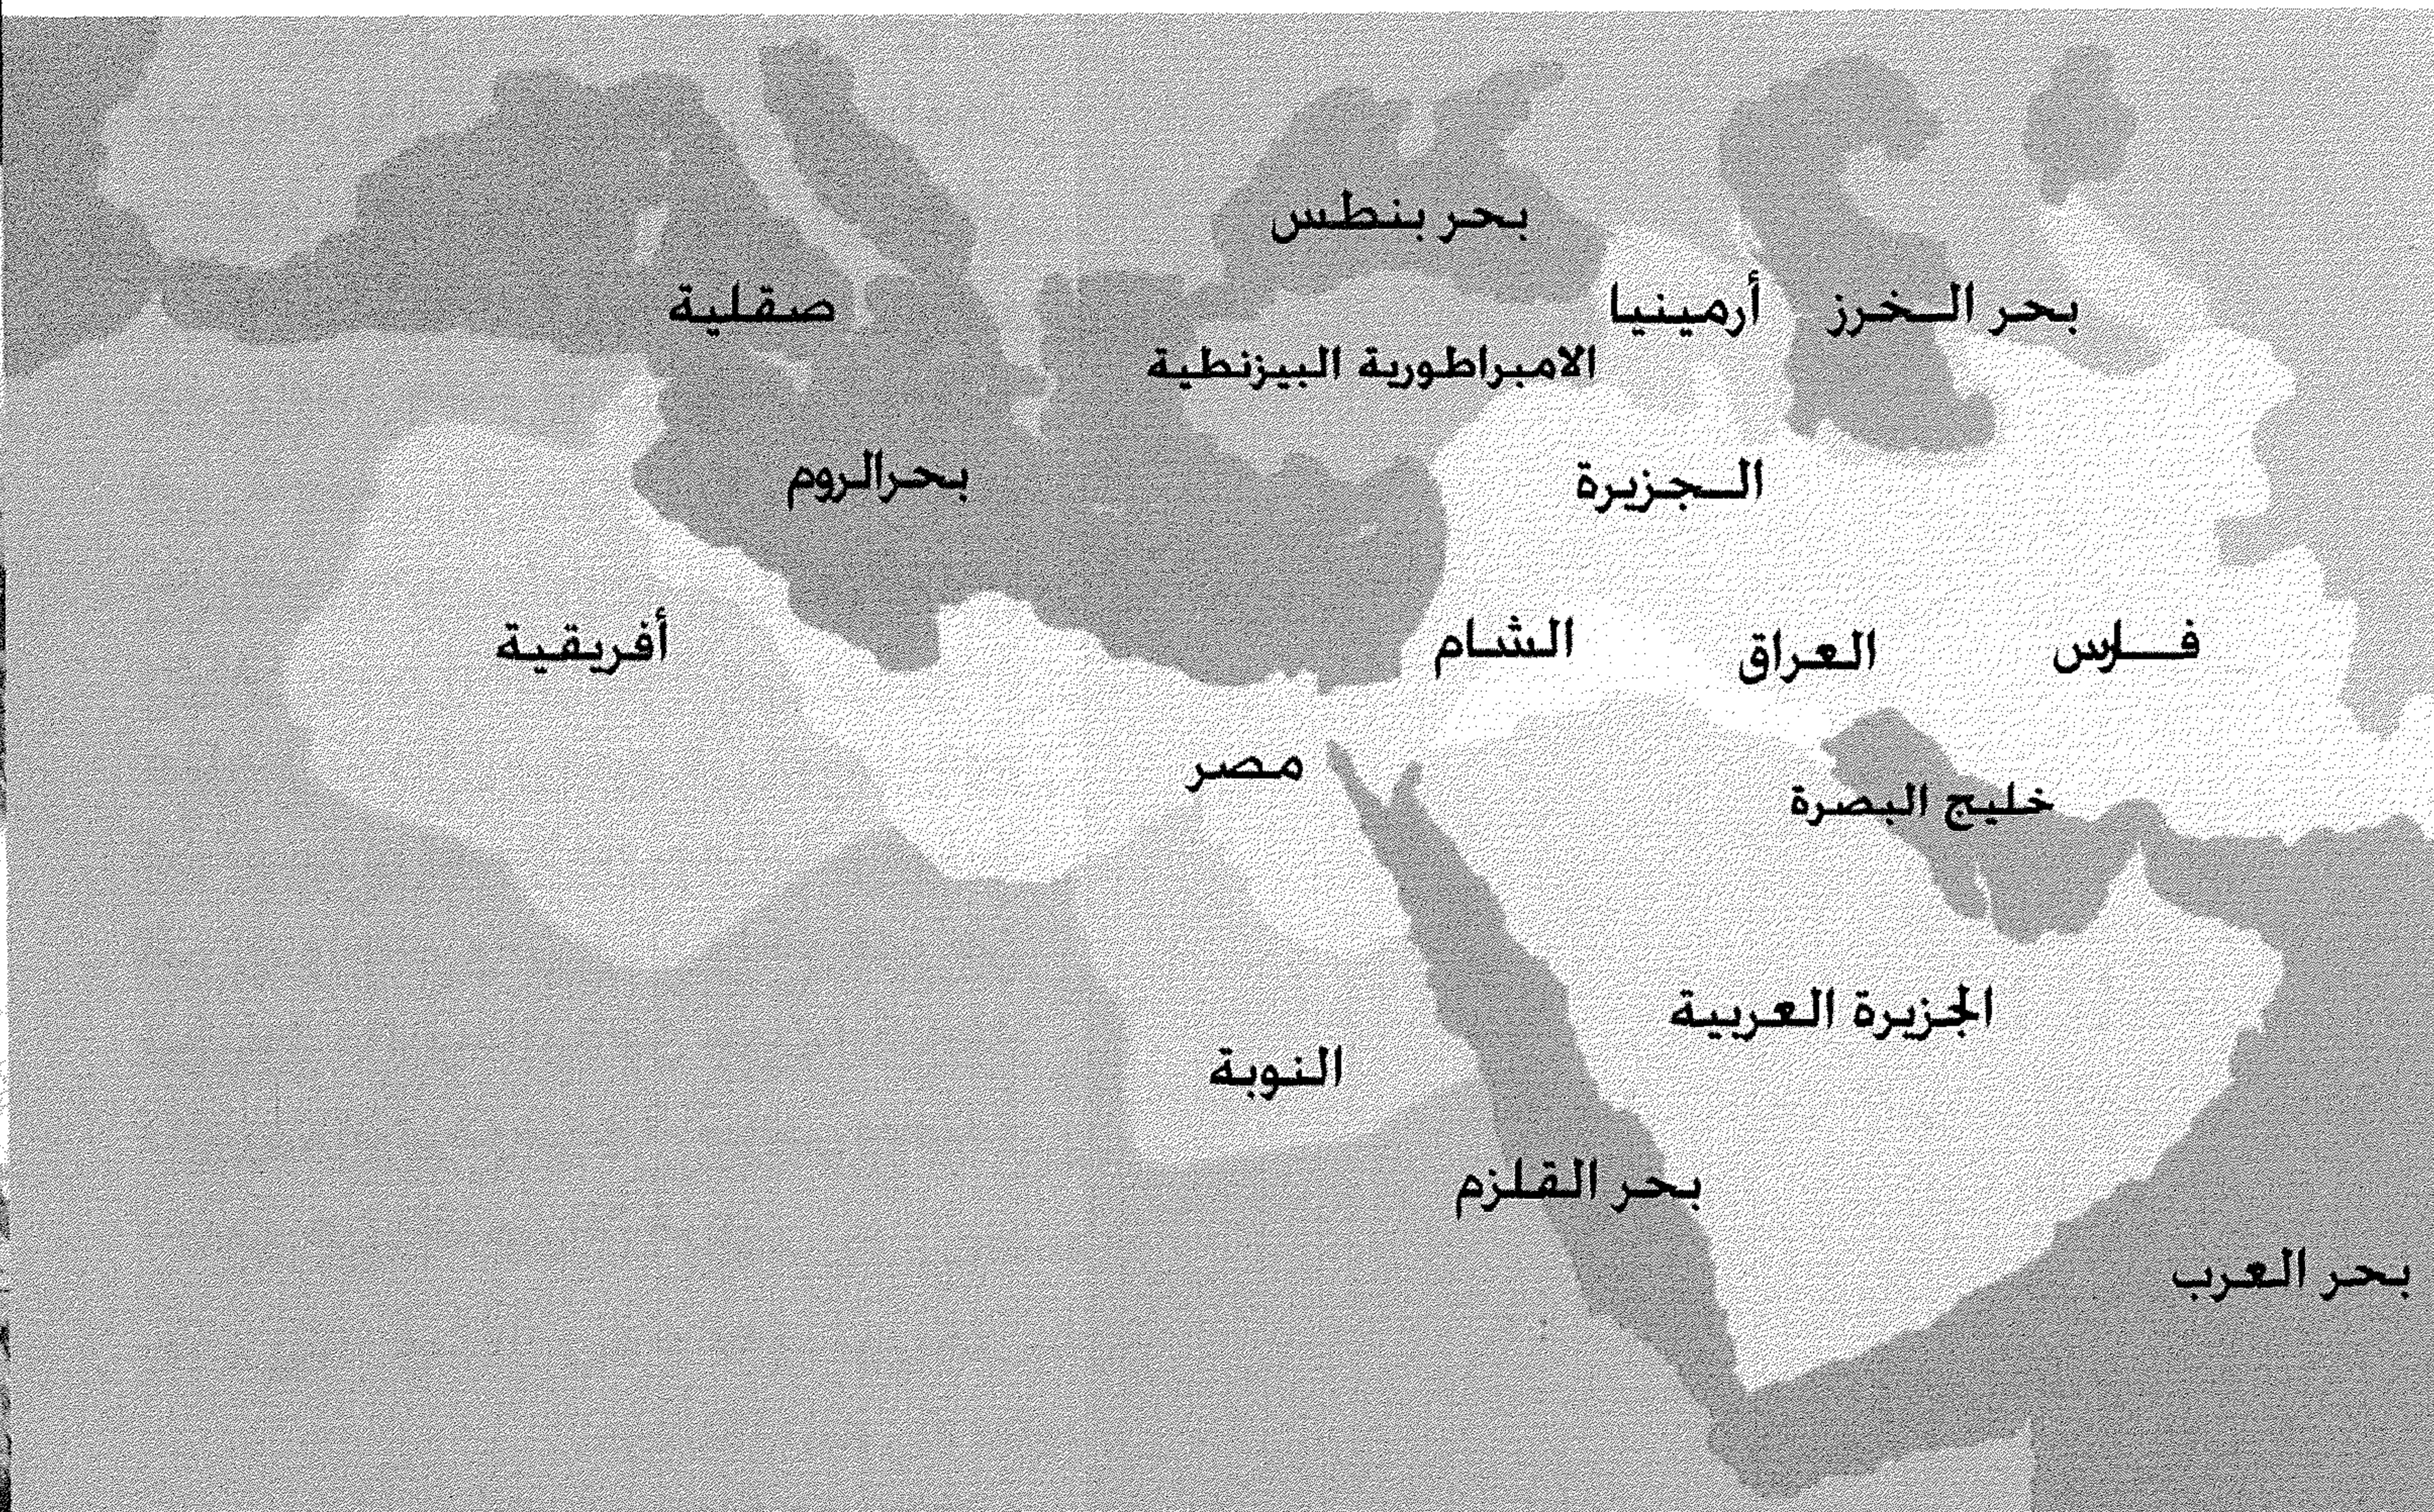 بحر بنطس
صقلية
أرمينيا
بحر الخرز
الامبراطورية البيزنطية
بحرالروم
الجزيرة
أفريقية
الشام
العراق
فارس
مصر
خليج البصرة
الجزيرة العربية
النوبة
بحر القلزم
بحر العرب